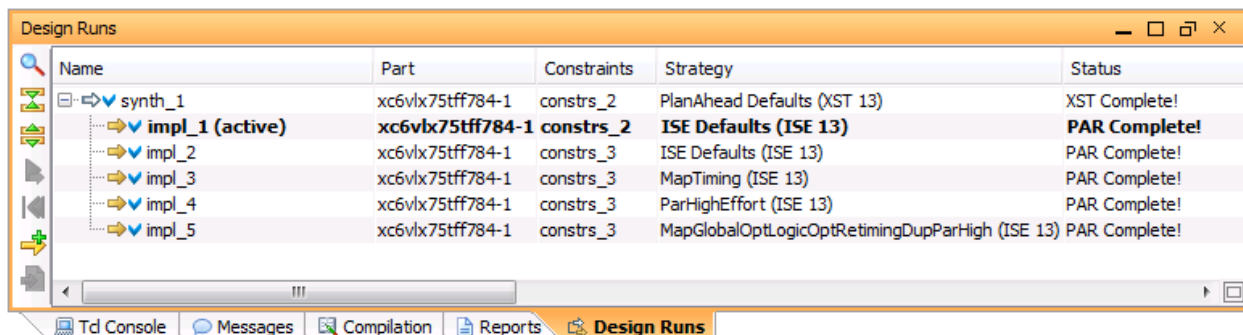 Design Runs
Name Part Constraints Strategy Status
synth_1 xc6vlx75tff784-1 constrs_2 PlanAhead Defaults (XST 13) XST Complete!
impl_1 (active) xc6vlx75tff784-1 constrs_2 ISE Defaults (ISE 13) PAR Complete!
impl_2 xc6vlx75tff784-1 constrs_3 ISE Defaults (ISE 13) PAR Complete!
impl_3 xc6vlx75tff784-1 constrs_3 MapTiming (ISE 13) PAR Complete!
impl_4 xc6vlx75tff784-1 constrs_3 ParHighEffort (ISE 13) PAR Complete!
impl_5 xc6vlx75tff784-1 constrs_3 MapGlobalOptLogicOptRetimingDupParHigh (ISE 13) PAR Complete!
Tcl Console Messages Compilation Reports Design Runs